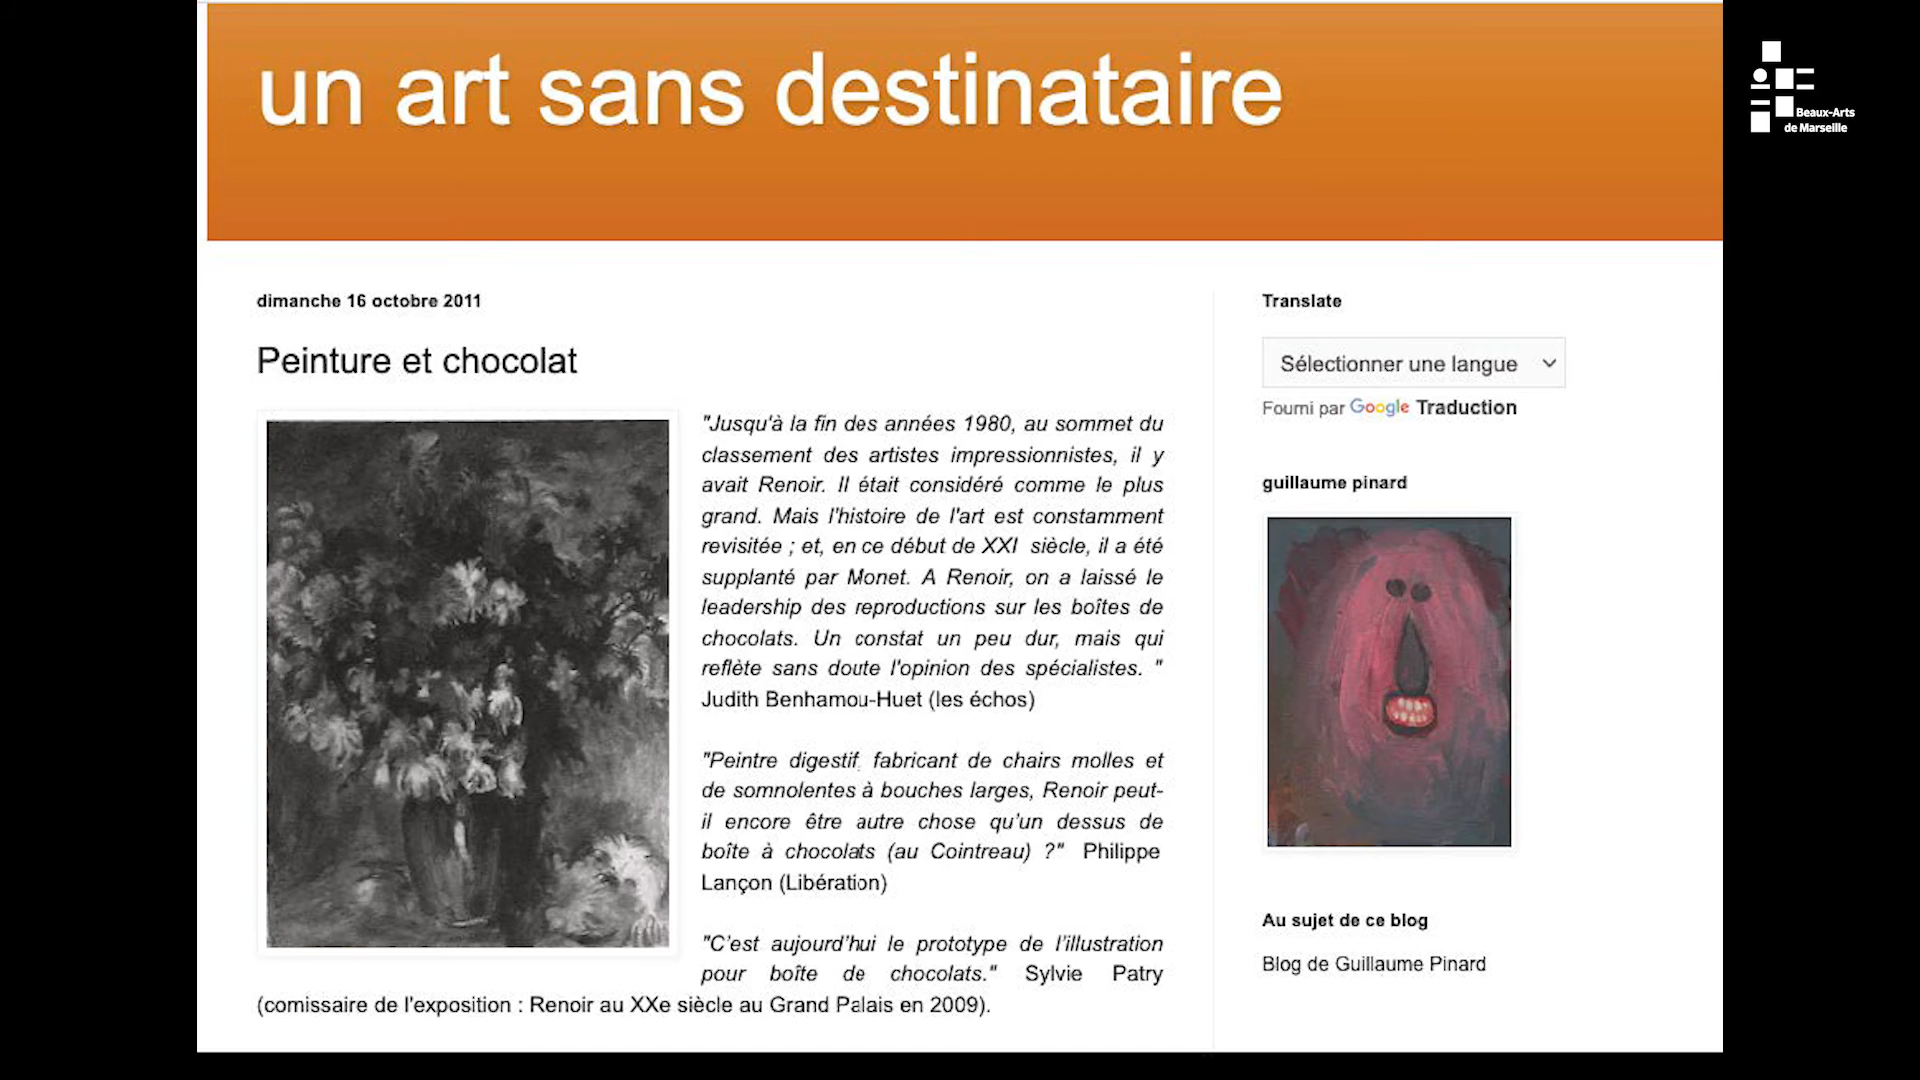 un art sans destinataire
Beaux-Arts
de Marseille
dimanche 16 octobre 2011
Peinture et chocolat
"Jusqu'à la fin des années 1980, au sommet du
classement des artistes impressionnistes, il y
avait Renoir. Il était considéré comme le plus
grand. Mais l'histoire de l'art est constamment
revisitée ; et, en ce début de XXI siècle, il a été
supplanté par Monet. A Renoir, on a laissé le
leadership des reproductions sur les boîtes de
chocolats. Un constat un peu dur, mais qui
reflète sans doute l'opinion des spécialistes. "
Judith Benhamou-Huet (les échos)
"Peintre digestif, fabricant de chairs molles et
de somnolentes à bouches larges, Renoir peut-
il encore être autre chose qu'un dessus de
boîte à chocolats (au Cointreau) ?" Philippe
Lançon (Libération)
"C'est aujourd'hui le prototype de l'illustration
pour boîte de chocolats." Sylvie Patry
(comissaire de l'exposition : Renoir au XXe siècle au Grand Palais en 2009).
Translate
Sélectionner une langue
Fourni par Google Traduction
guillaume pinard
Au sujet de ce blog
Blog de Guillaume Pinard